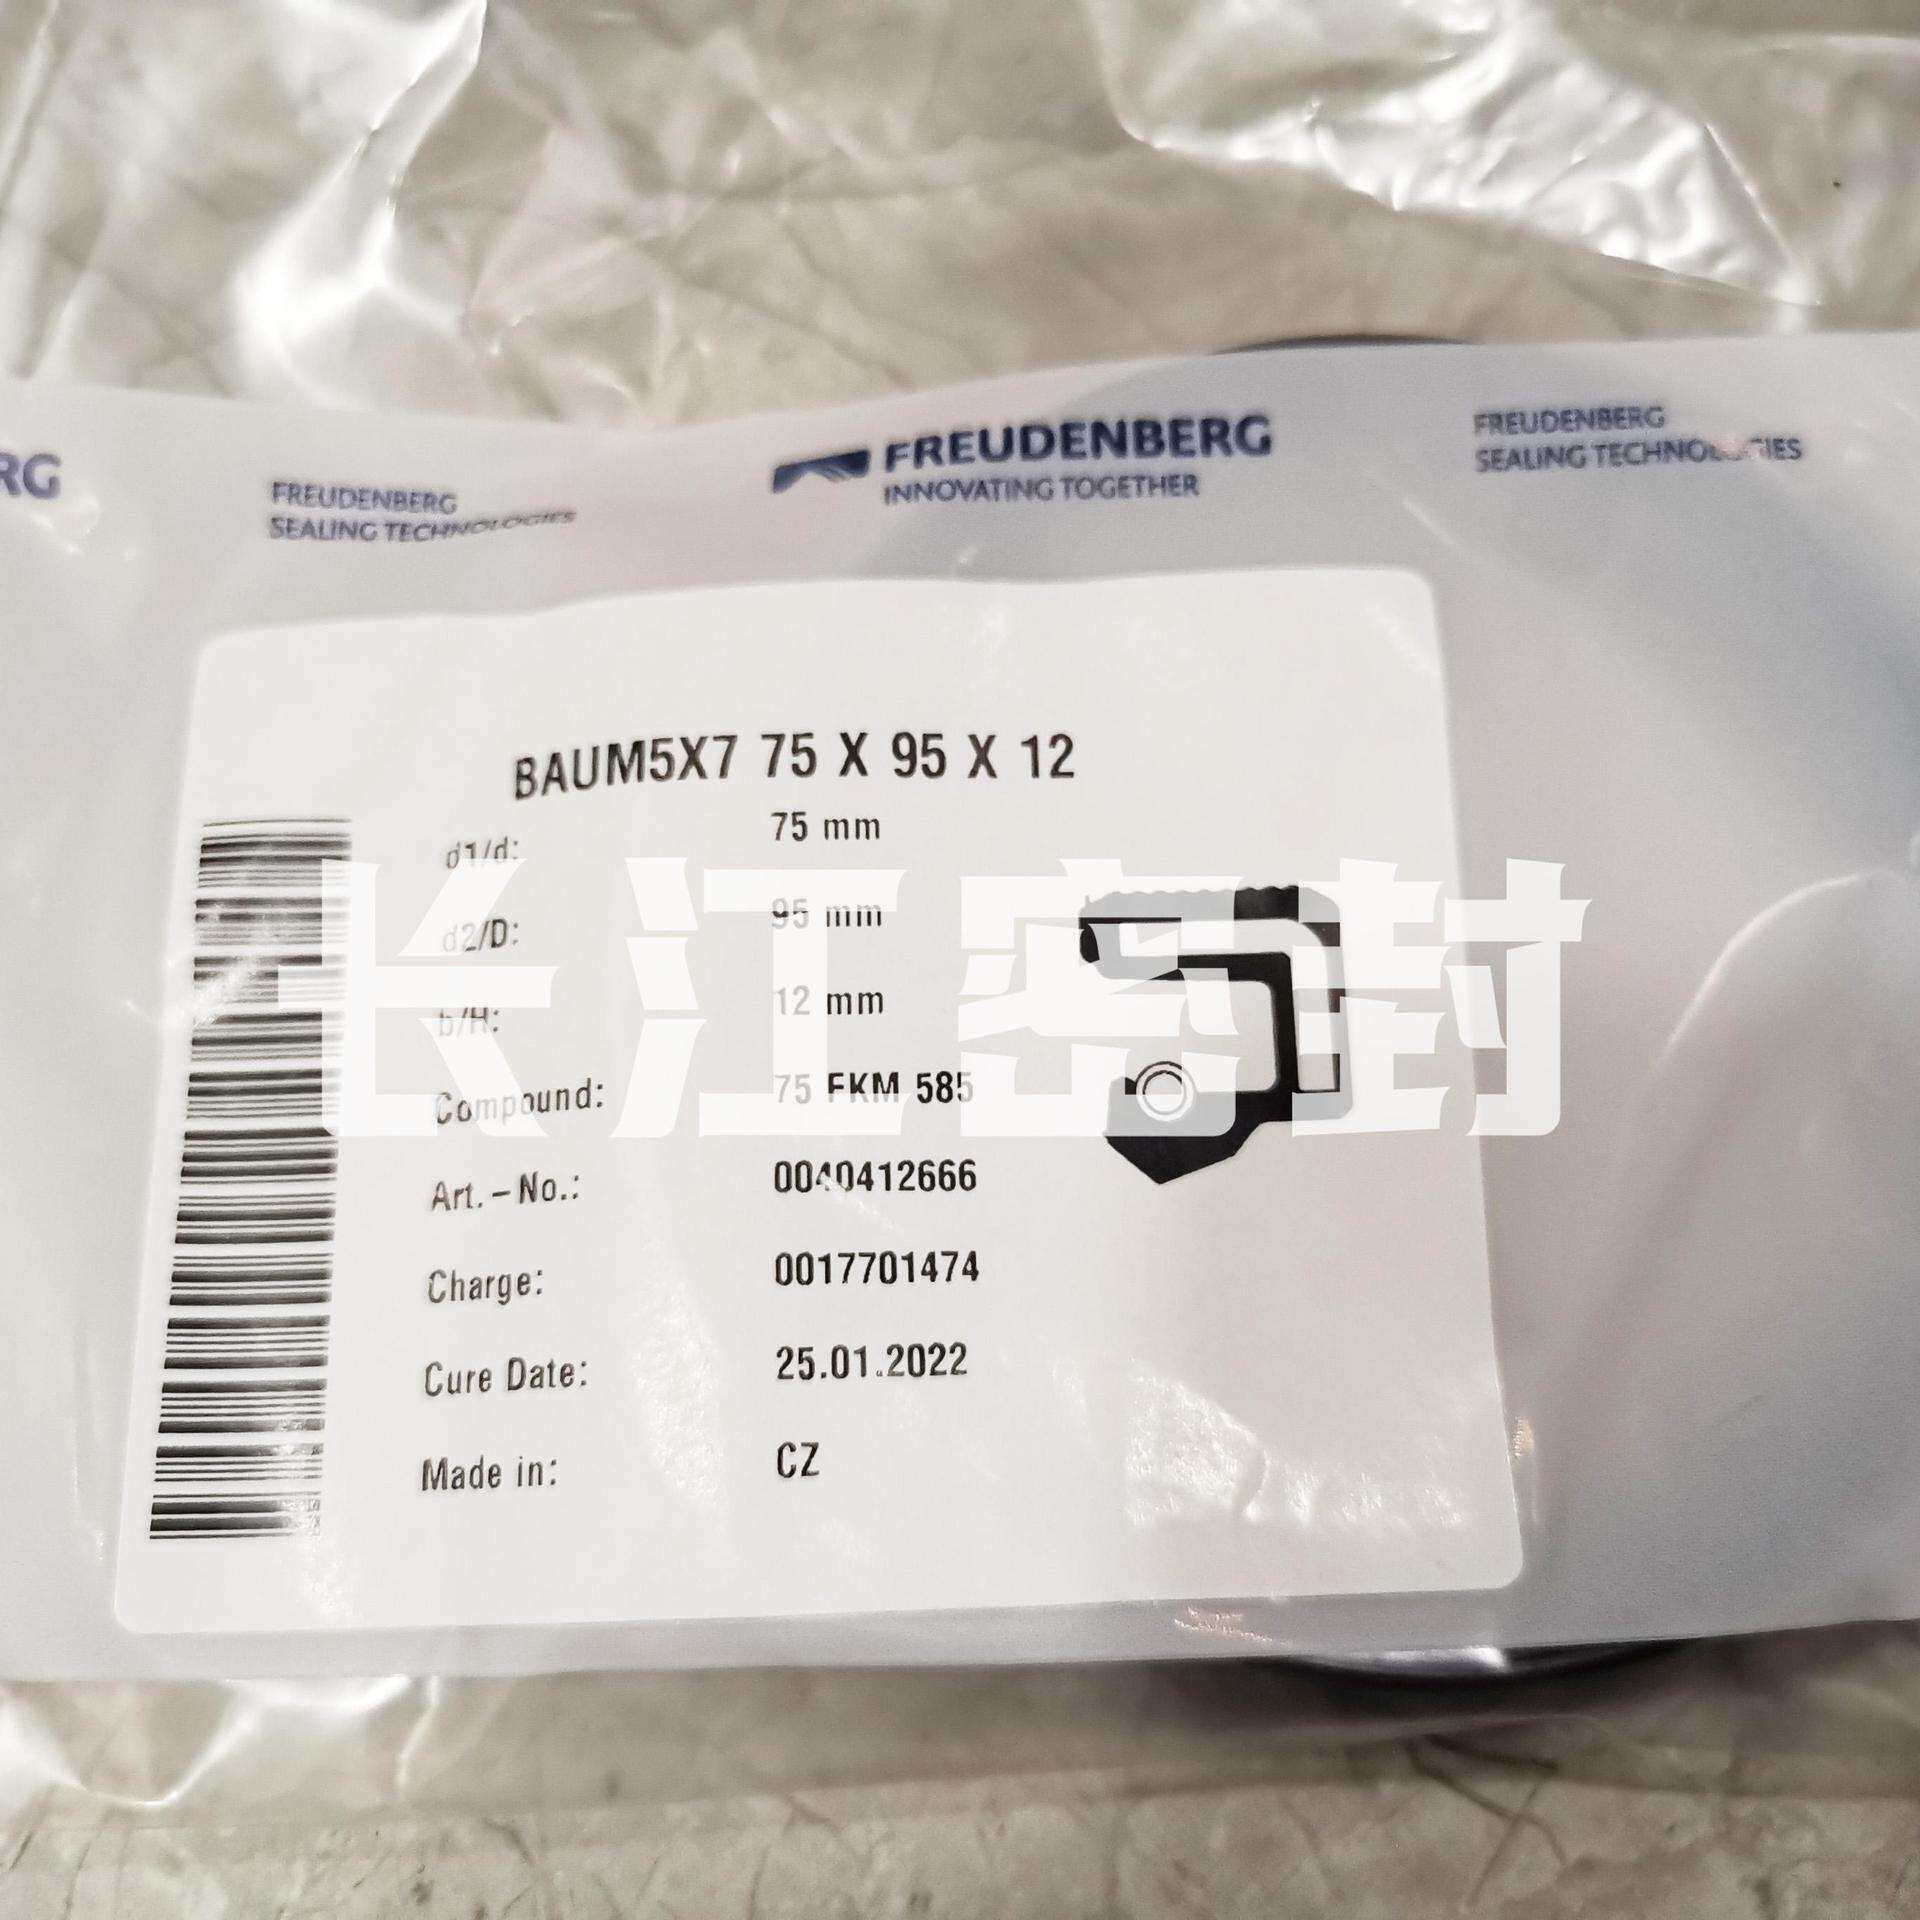 RG
FREUDENBERG
SEALING TECHNOLOGIES
FREUDENBERG
INNOVATING TOGETHER
FREUDENBERG
SEALING TECHNOLOGIES
BAUM5X7 75 X 95 X 12
d1/d: 75 mm
d2/D: 95 mm
b/H: 12 mm
Compound: 75 FKM 585
Art.-No.: 0040412666
Charge: 0017701474
Cure Date: 25.01.2022
Made in: CZ
长江密封